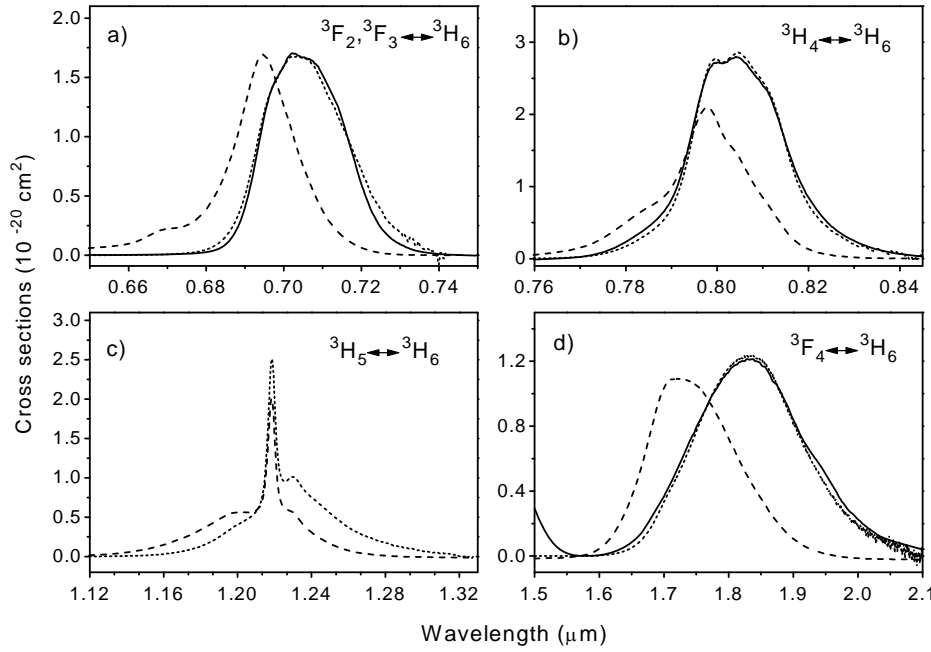 a)
³F₂,³F₃↔³H₆
2.0
1.5
1.0
0.5
0.0
0.66 0.68 0.70 0.72 0.74
b)
³H₄↔³H₆
3
2
1
0
0.76 0.78 0.80 0.82 0.84
c)
³H₅↔³H₆
3.0
2.5
2.0
1.5
1.0
0.5
0.0
1.12 1.16 1.20 1.24 1.28 1.32
d)
³F₄↔³H₆
1.2
0.8
0.4
0.0
1.5 1.6 1.7 1.8 1.9 2.0 2.1
Cross sections (10⁻²⁰ cm²)
Wavelength (μm)